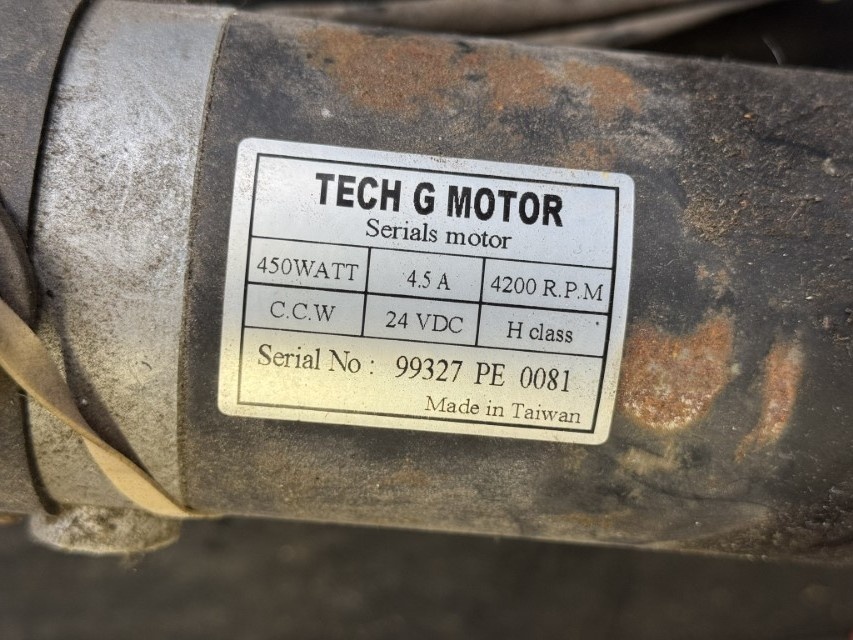 TECH G MOTOR
Serials motor
450WATT 4.5 A 4200 R.P.M
C.C.W 24 VDC H class
Serial No : 99327 PE 0081
Made in Taiwan